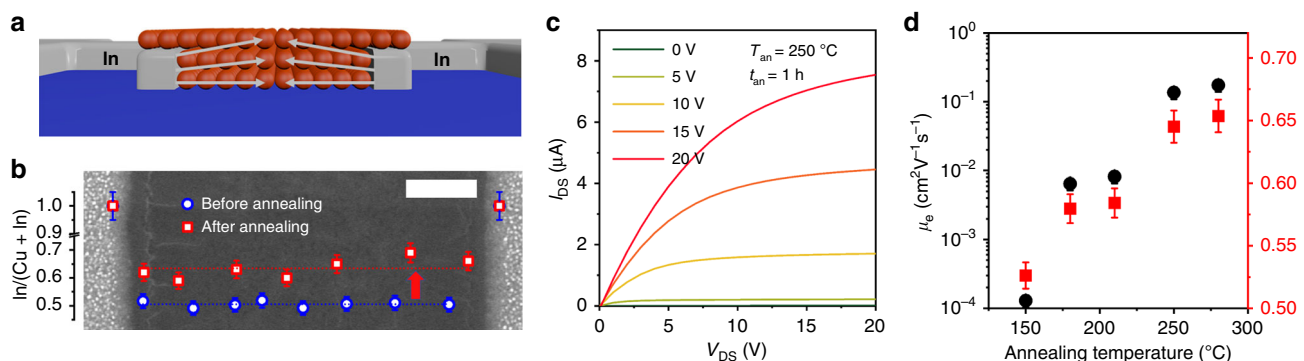 a
In
In
b
In/(Cu + In)
1.0
0.9
0.7
0.6
0.5
Before annealing
After annealing
c
I_DS (μA)
8
6
4
2
0
0 V
5 V
10 V
15 V
20 V
T_an = 250 °C
t_an = 1 h
0
5
10
15
20
V_DS (V)
d
μ_e (cm²V⁻¹s⁻¹)
10⁰
10⁻¹
10⁻²
10⁻³
10⁻⁴
0.70
0.65
0.60
0.55
0.50
150
200
250
300
Annealing temperature (°C)